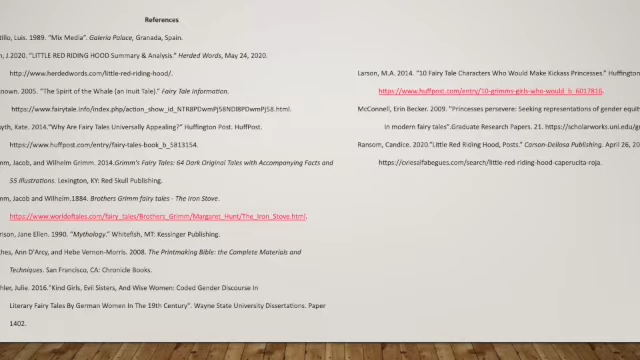 References
tillo, Luis. 1989. "Mix Media". Galeria Palace, Granada, Spain.
, J.2020. "LITTLE RED RIDING HOOD Summary & Analysis." Herded Words, May 24, 2020.
http://www.herdedwords.com/little-red-riding-hood/.
nown. 2005. "The Spirit of the Whale (an Inuit Tale)." Fairy Tale Information.
https://www.fairytale.info/index.php/action_show_id_NTR8PDwmPJ58NDI8PDwmPJ58.html.
yth, Kate. 2014."Why Are Fairy Tales Universally Appealing?" Huffington Post. HuffPost.
https://www.huffpost.com/entry/fairy-tales-book_b_5813154.
mm, Jacob, and Wilhelm Grimm. 2014.Grimm's Fairy Tales: 64 Dark Original Tales with Accompanying Facts and
55 Illustrations. Lexington, KY: Red Skull Publishing.
mm, Jacob and Wilhelm.1884. Brothers Grimm fairy tales - The Iron Stove.
https://www.worldoftales.com/fairy_tales/Brothers_Grimm/Margaret_Hunt/The_Iron_Stove.html.
rison, Jane Ellen. 1990. "Mythology." Whitefish, MT: Kessinger Publishing.
hes, Ann D'Arcy, and Hebe Vernon-Morris. 2008. The Printmaking Bible: the Complete Materials and
Techniques. San Francisco, CA: Chronicle Books.
hler, Julie. 2016."Kind Girls, Evil Sisters, And Wise Women: Coded Gender Discourse In
Literary Fairy Tales By German Women In The 19th Century". Wayne State University Dissertations. Paper
1402.
Larson, M.A. 2014. "10 Fairy Tale Characters Who Would Make Kickass Princesses." Huffington
https://www.huffpost.com/entry/10-grimms-girls-who-would_b_6017816.
McConnell, Erin Becker. 2009. "Princesses persevere: Seeking representations of gender equity
in modern fairy tales".Graduate Research Papers. 21. https://scholarworks.uni.edu/g
Ransom, Candice. 2020."Little Red Riding Hood, Posts." Carson-Dellosa Publishing. April 26, 20
https://cviesalfabegues.com/search/little-red-riding-hood-caperucita-roja.